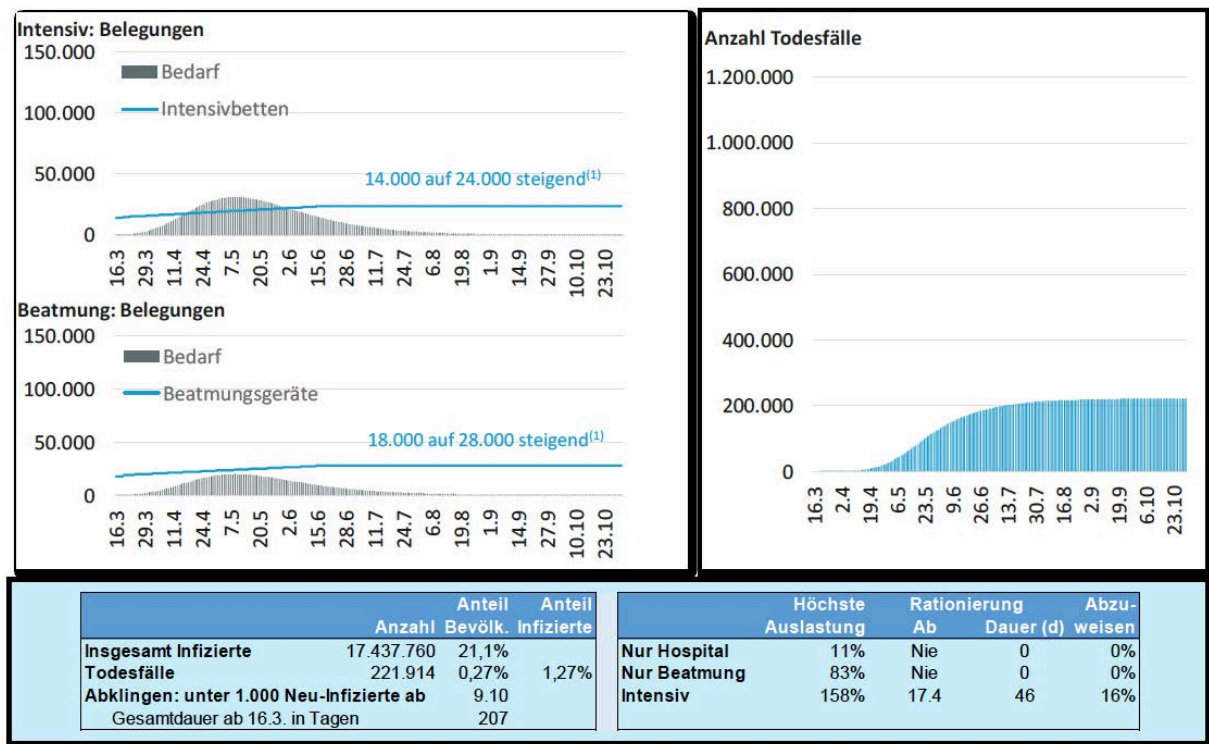 Intensiv: Belegungen
150.000
Bedarf
100.000
Intensivbetten
50.000
14.000 auf 24.000 steigend(1)
0
16.3 29.3 11.4 24.4 7.5 20.5 2.6 15.6 28.6 11.7 24.7 6.8 19.8 1.9 14.9 27.9 10.10 23.10
Beatmung: Belegungen
150.000
Bedarf
100.000
Beatmungsgeräte
50.000
18.000 auf 28.000 steigend(1)
0
16.3 29.3 11.4 24.4 7.5 20.5 2.6 15.6 28.6 11.7 24.7 6.8 19.8 1.9 14.9 27.9 10.10 23.10
Anzahl Todesfälle
1.200.000
1.000.000
800.000
600.000
400.000
200.000
0
16.3 2.4 19.4 6.5 23.5 9.6 26.6 13.7 30.7 16.8 2.9 19.9 6.10 23.10
Anteil Anteil
Anzahl Bevölk. Infizierte
Insgesamt Infizierte 17.437.760 21,1%
Todesfälle 221.914 0,27% 1,27%
Abklingen: unter 1.000 Neu-Infizierte ab 9.10
Gesamtdauer ab 16.3. in Tagen 207
Höchste Rationierung Abzu-
Auslastung Ab Dauer (d) weisen
Nur Hospital 11% Nie 0 0%
Nur Beatmung 83% Nie 0 0%
Intensiv 158% 17.4 46 16%